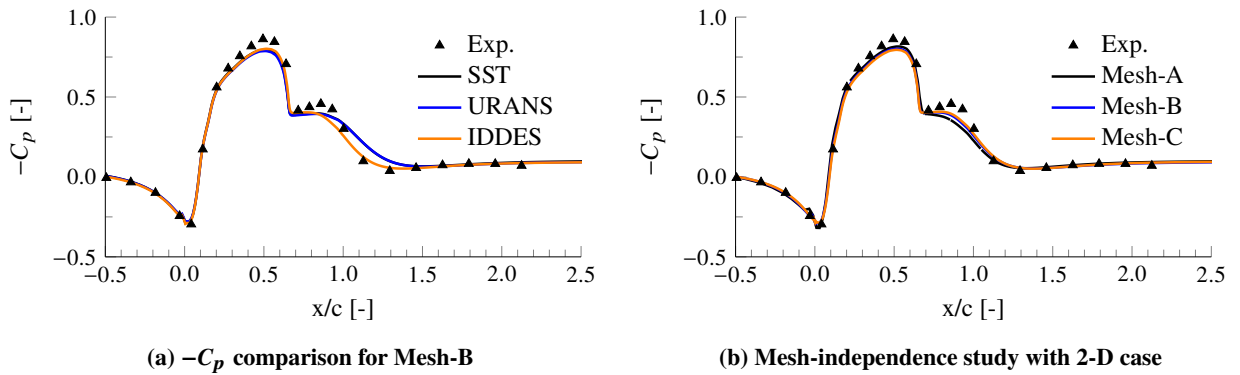 1.0
0.5
0.0
−0.5
−Cp [-]
−0.5 0.0 0.5 1.0 1.5 2.0 2.5
x/c [-]
Exp.
SST
URANS
IDDES
(a) −Cp comparison for Mesh-B
1.0
0.5
0.0
−0.5
−Cp [-]
−0.5 0.0 0.5 1.0 1.5 2.0 2.5
x/c [-]
Exp.
Mesh-A
Mesh-B
Mesh-C
(b) Mesh-independence study with 2-D case